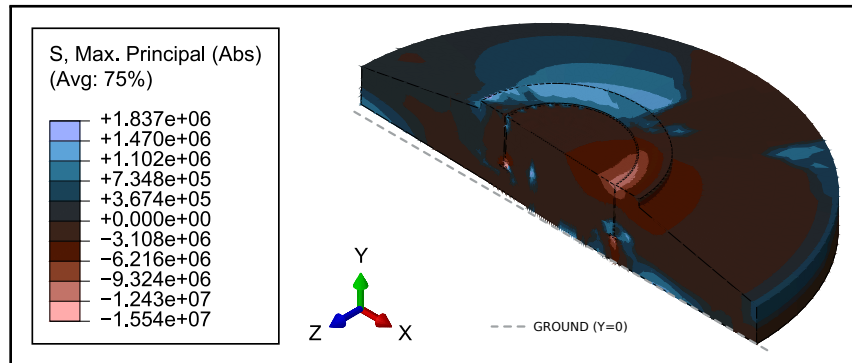 S, Max. Principal (Abs)
(Avg: 75%)
+1.837e+06
+1.470e+06
+1.102e+06
+7.348e+05
+3.674e+05
+0.000e+00
−3.108e+06
−6.216e+06
−9.324e+06
−1.243e+07
−1.554e+07
Y
Z
X
GROUND (Y=0)